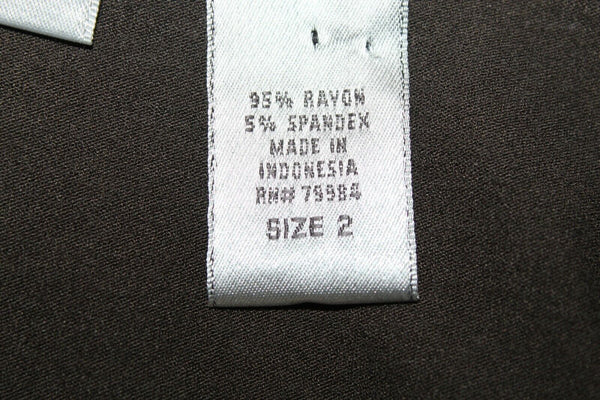 95% RAYON
5% SPANDEX
MADE IN
INDONESIA
RN# 79984
SIZE 2